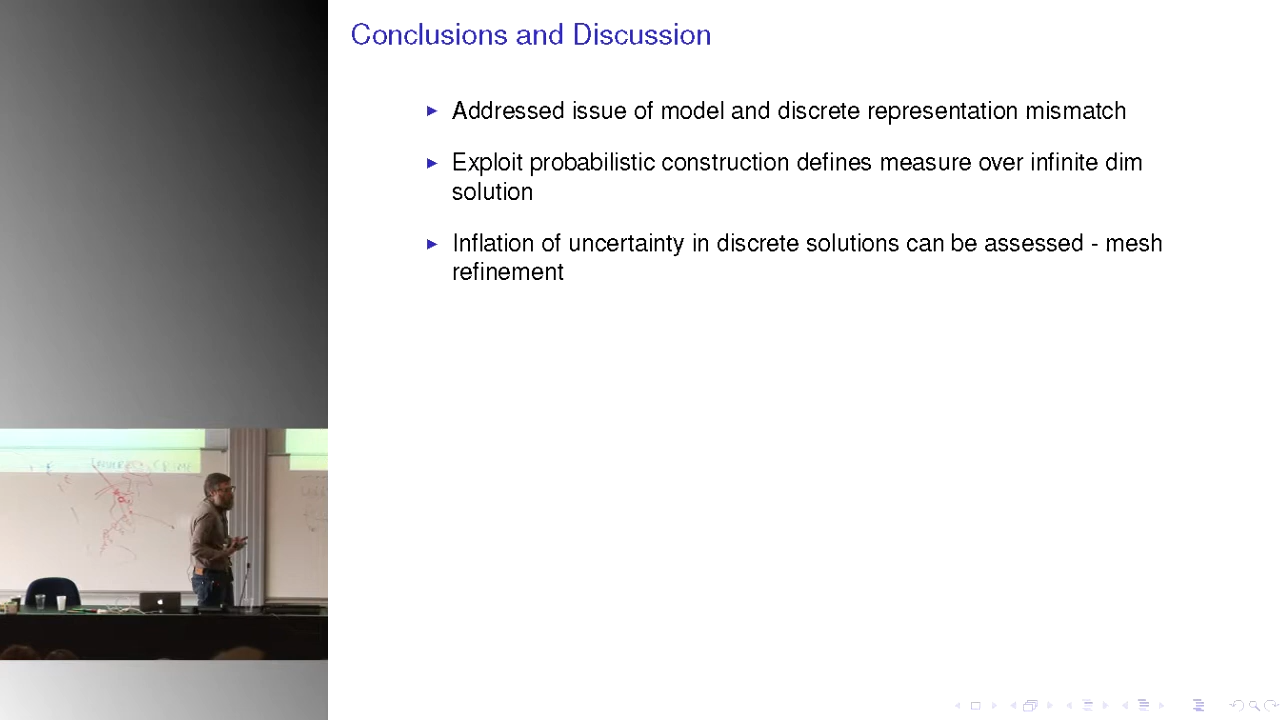 Conclusions and Discussion
Addressed issue of model and discrete representation mismatch
Exploit probabilistic construction defines measure over infinite dim
solution
Inflation of uncertainty in discrete solutions can be assessed - mesh
refinement